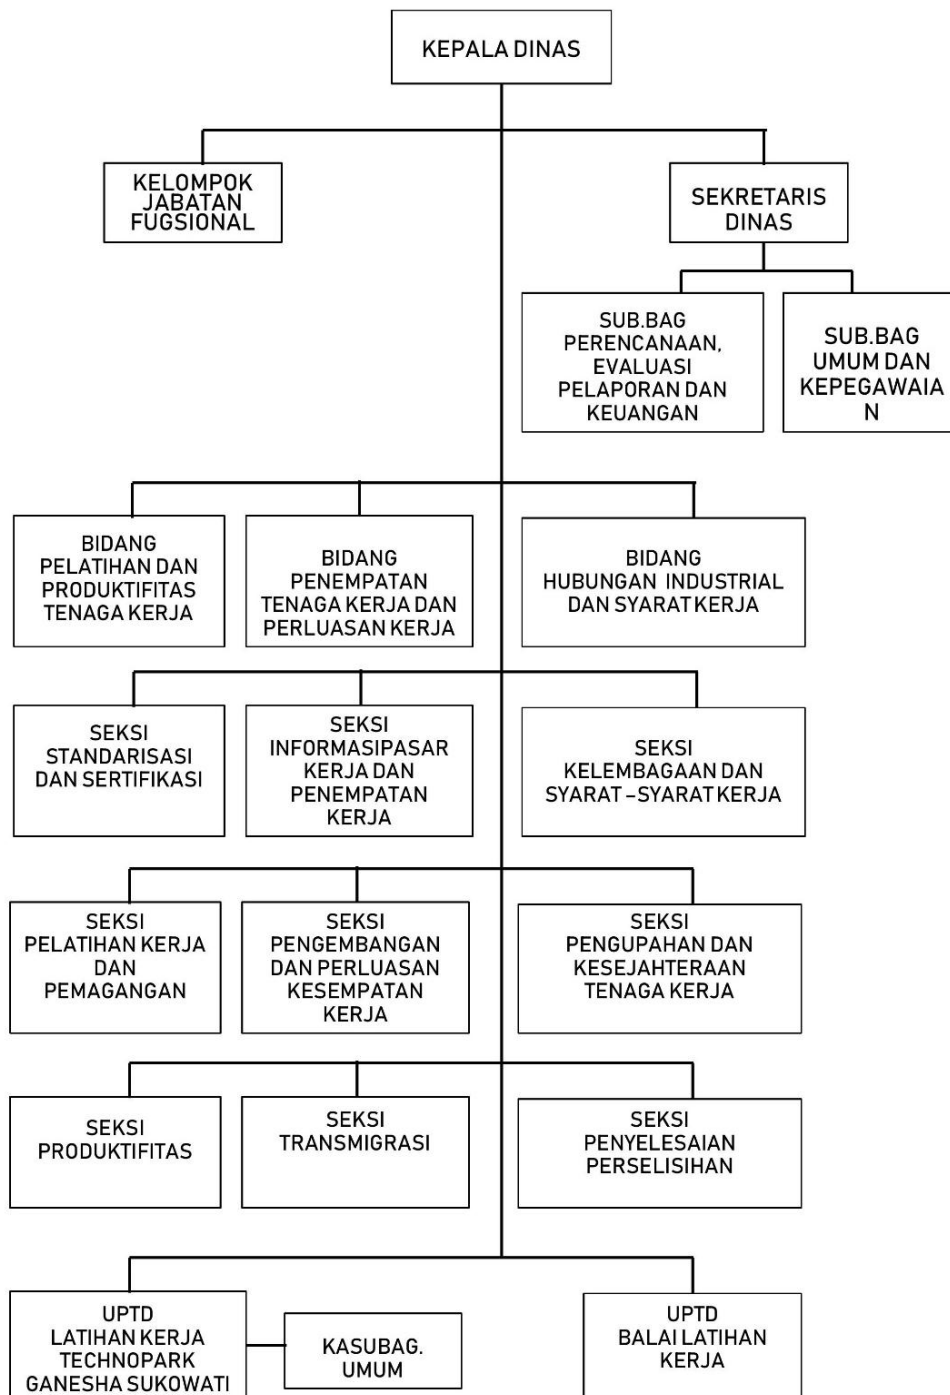 KEPALA DINAS
KELOMPOK
JABATAN
FUGSIONAL
SEKRETARIS
DINAS
SUB.BAG
PERENCANAAN,
EVALUASI
PELAPORAN DAN
KEUANGAN
SUB.BAG
UMUM DAN
KEPEGAWAIA
N
BIDANG
PELATIHAN DAN
PRODUKTIFITAS
TENAGA KERJA
BIDANG
PENEMPATAN
TENAGA KERJA DAN
PERLUASAN KERJA
BIDANG
HUBUNGAN INDUSTRIAL
DAN SYARAT KERJA
SEKSI
STANDARISASI
DAN SERTIFIKASI
SEKSI
INFORMASIPASAR
KERJA DAN
PENEMPATAN
KERJA
SEKSI
KELEMBAGAAN DAN
SYARAT –SYARAT KERJA
SEKSI
PELATIHAN KERJA
DAN
PEMAGANGAN
SEKSI
PENGEMBANGAN
DAN PERLUASAN
KESEMPATAN
KERJA
SEKSI
PENGUPAHAN DAN
KESEJAHTERAAN
TENAGA KERJA
SEKSI
PRODUKTIFITAS
SEKSI
TRANSMIGRASI
SEKSI
PENYELESAIAN
PERSELISIHAN
UPTD
LATIHAN KERJA
TECHNOPARK
GANESHA SUKOWATI
KASUBAG.
UMUM
UPTD
BALAI LATIHAN
KERJA